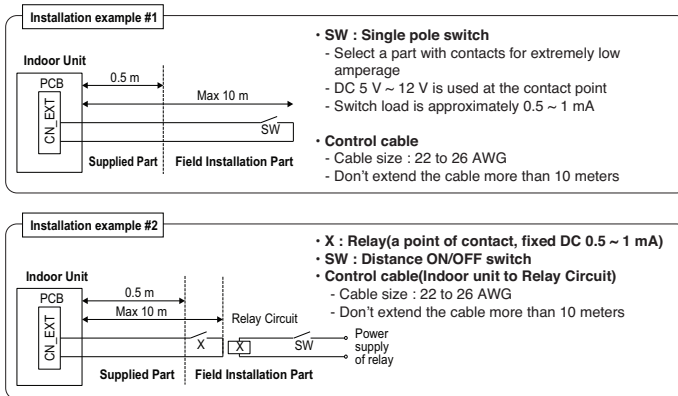 Installation example #1
Indoor Unit
PCB
CN_EXT
0.5 m
Max 10 m
SW
Supplied Part
Field Installation Part
• SW : Single pole switch
- Select a part with contacts for extremely low
amperage
- DC 5 V ~ 12 V is used at the contact point
- Switch load is approximately 0.5 ~ 1 mA
• Control cable
- Cable size : 22 to 26 AWG
- Don't extend the cable more than 10 meters
Installation example #2
Indoor Unit
PCB
CN_EXT
0.5 m
Max 10 m
Relay Circuit
X
X
SW
Power
supply
of relay
Supplied Part
Field Installation Part
• X : Relay(a point of contact, fixed DC 0.5 ~ 1 mA)
• SW : Distance ON/OFF switch
• Control cable(Indoor unit to Relay Circuit)
- Cable size : 22 to 26 AWG
- Don't extend the cable more than 10 meters